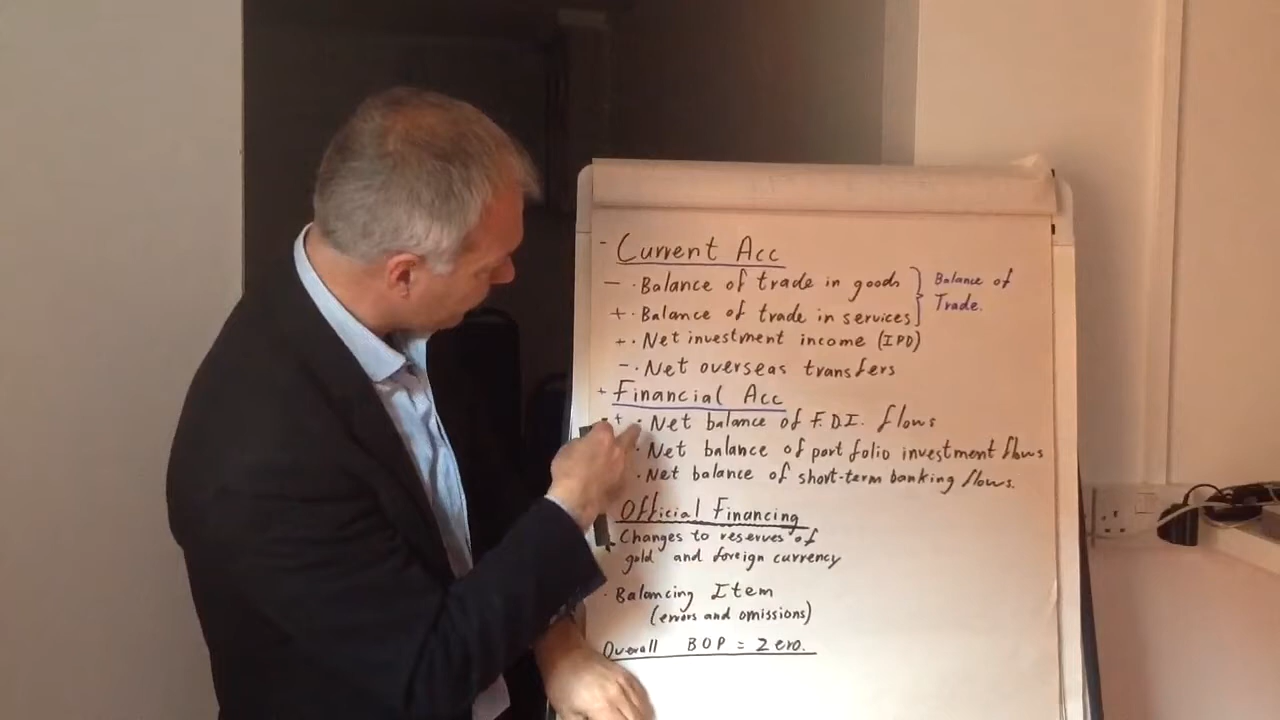 - Current Acc
- · Balance of trade in goods
+ · Balance of trade in services
Balance of
Trade.
+ · Net investment income (IPD)
- · Net overseas transfers
+ Financial Acc
+ · Net balance of F.D.I. flows
· Net balance of portfolio investment flows
· Net balance of short-term banking flows.
Official Financing
Changes to reserves of
gold and foreign currency
· Balancing Item
(errors and omissions)
Overall BOP = Zero.